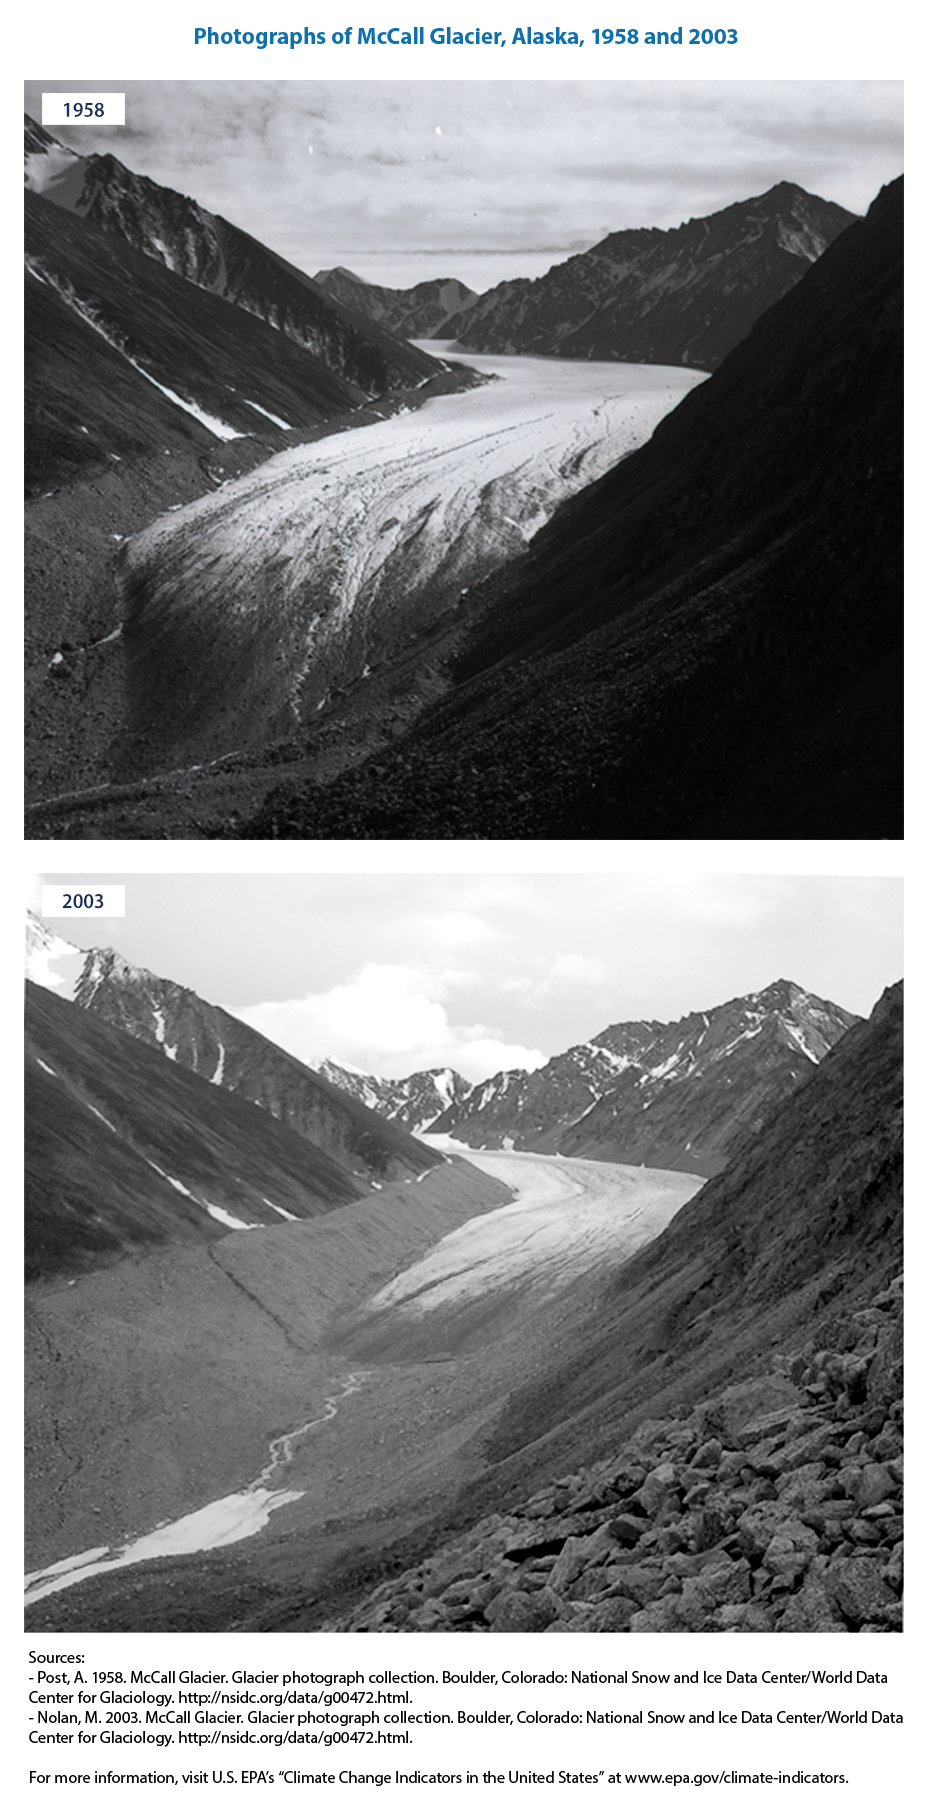 Photographs of McCall Glacier, Alaska, 1958 and 2003
1958
2003
Sources:
- Post, A. 1958. McCall Glacier. Glacier photograph collection. Boulder, Colorado: National Snow and Ice Data Center/World Data
Center for Glaciology. http://nsidc.org/data/g00472.html.
- Nolan, M. 2003. McCall Glacier. Glacier photograph collection. Boulder, Colorado: National Snow and Ice Data Center/World Data
Center for Glaciology. http://nsidc.org/data/g00472.html.
For more information, visit U.S. EPA’s “Climate Change Indicators in the United States” at www.epa.gov/climate-indicators.